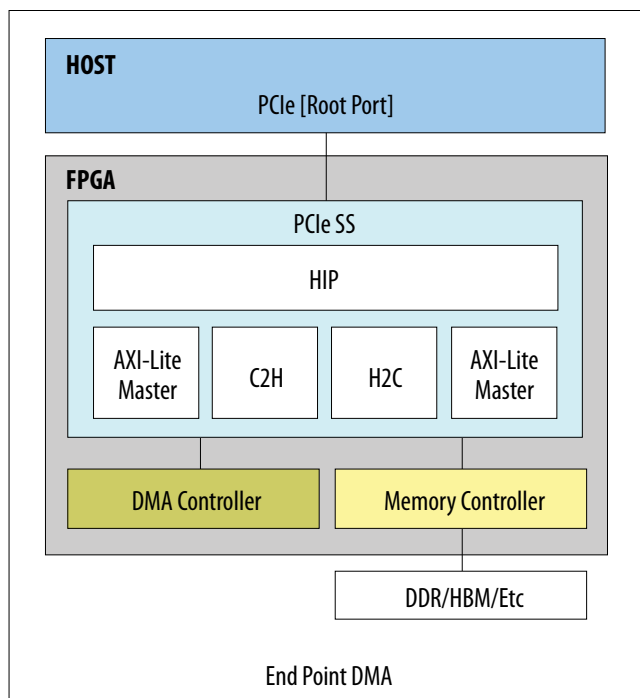 HOST
PCIe [Root Port]
FPGA
PCIe SS
HIP
AXI-Lite
Master
C2H
H2C
AXI-Lite
Master
DMA Controller
Memory Controller
DDR/HBM/Etc
End Point DMA